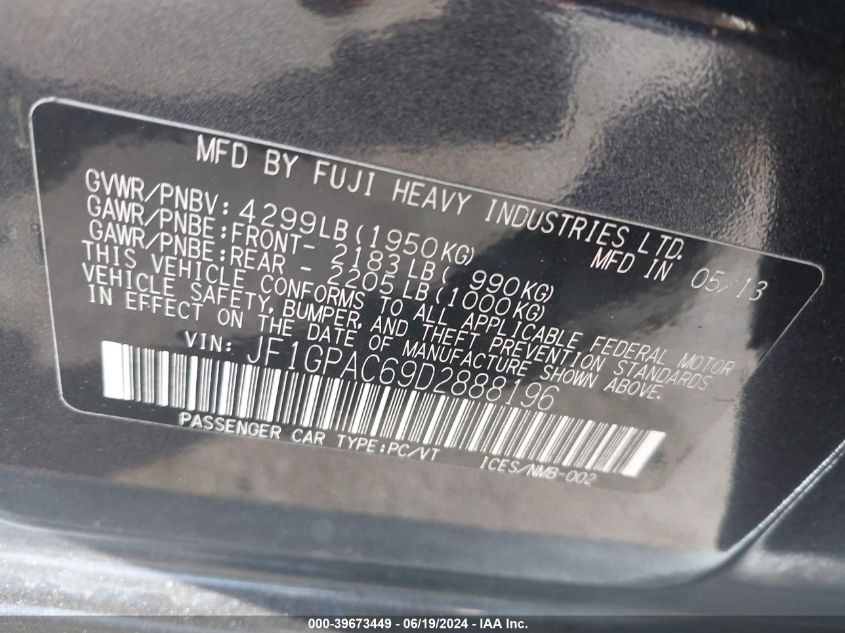 MFD BY FUJI HEAVY INDUSTRIES LTD.
GVWR/PNBV: 4299LB(1950KG) MFD IN 05/13
GAWR/PNBE:FRONT- 2183LB( 990KG)
GAWR/PNBE:REAR - 2205LB(1000KG)
THIS VEHICLE CONFORMS TO ALL APPLICABLE FEDERAL MOTOR
VEHICLE SAFETY, BUMPER, AND THEFT PREVENTION STANDARDS
IN EFFECT ON THE DATE OF MANUFACTURE SHOWN ABOVE.
VIN: JF1GPAC69D2888196
PASSENGER CAR TYPE:PC/VT ICES/NMB-002
000-39673449 - 06/19/2024 - IAA Inc.